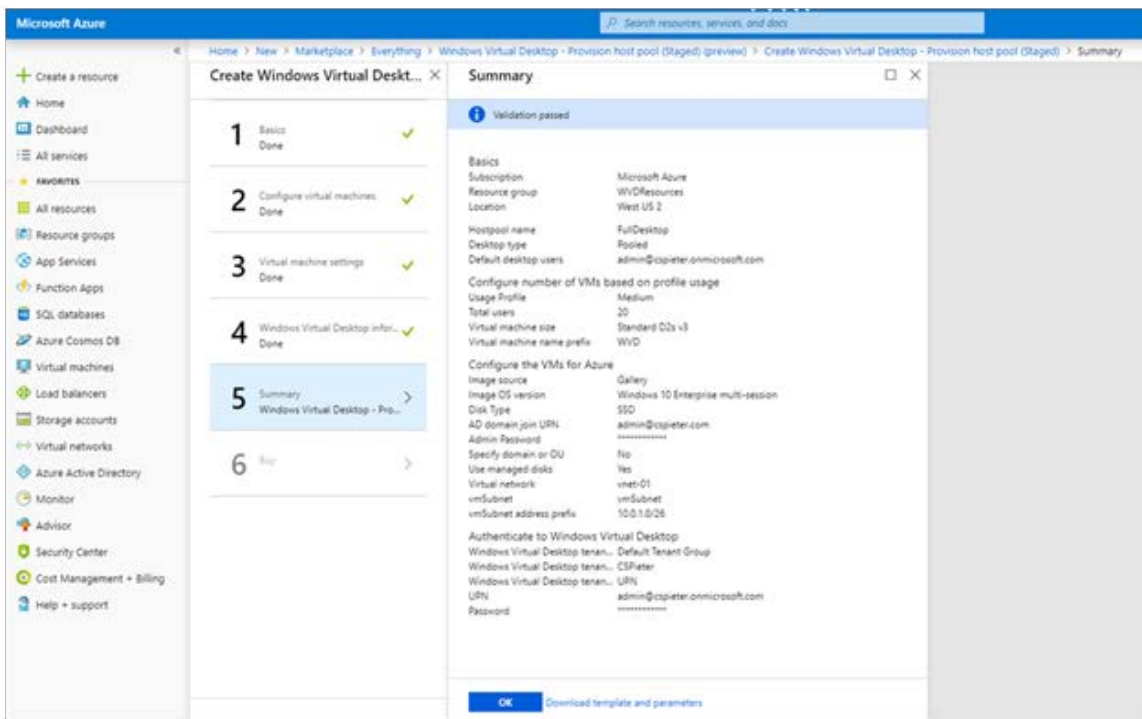 Microsoft Azure
Search resources, services, and docs
Home > New > Marketplace > Everything > Windows Virtual Desktop - Provision host pool (Staged) (preview) > Create Windows Virtual Desktop - Provision host pool (Staged) > Summary
Create a resource
Home
Dashboard
All services
FAVORITES
All resources
Resource groups
App Services
Function Apps
SQL databases
Azure Cosmos DB
Virtual machines
Load balancers
Storage accounts
Virtual networks
Azure Active Directory
Monitor
Advisor
Security Center
Cost Management + Billing
Help + support
Create Windows Virtual Deskt...
1 Basics
Done
2 Configure virtual machines
Done
3 Virtual machine settings
Done
4 Windows Virtual Desktop infor...
Done
5 Summary
Windows Virtual Desktop - Pro...
6 Buy
Summary
Validation passed
Basics
Subscription Microsoft Azure
Resource group WVDResources
Location West US 2
Hostpool name FullDesktop
Desktop type Pooled
Default desktop users admin@cspieter.onmicrosoft.com
Configure number of VMs based on profile usage
Usage Profile Medium
Total users 20
Virtual machine size Standard D2s v3
Virtual machine name prefix WVD
Configure the VMs for Azure
Image source Gallery
Image OS version Windows 10 Enterprise multi-session
Disk Type SSD
AD domain join UPN admin@cspieter.com
Admin Password *************
Specify domain or OU No
Use managed disks Yes
Virtual network vnet-01
vmSubnet vmSubnet
vmSubnet address prefix 10.0.1.0/26
Authenticate to Windows Virtual Desktop
Windows Virtual Desktop tenan... Default Tenant Group
Windows Virtual Desktop tenan... CSPieter
Windows Virtual Desktop tenan... UPN
UPN admin@cspieter.onmicrosoft.com
Password *************
OK
Download template and parameters